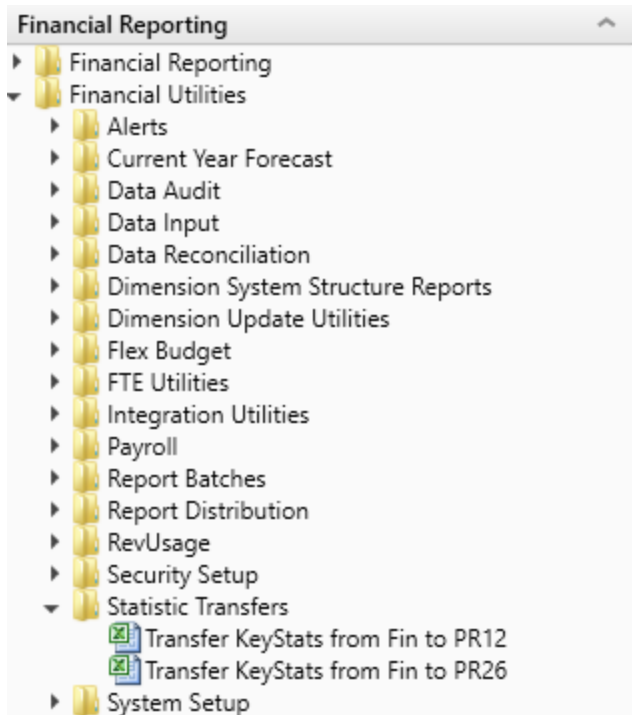 Financial Reporting
Financial Reporting
Financial Utilities
Alerts
Current Year Forecast
Data Audit
Data Input
Data Reconciliation
Dimension System Structure Reports
Dimension Update Utilities
Flex Budget
FTE Utilities
Integration Utilities
Payroll
Report Batches
Report Distribution
RevUsage
Security Setup
Statistic Transfers
Transfer KeyStats from Fin to PR12
Transfer KeyStats from Fin to PR26
System Setup